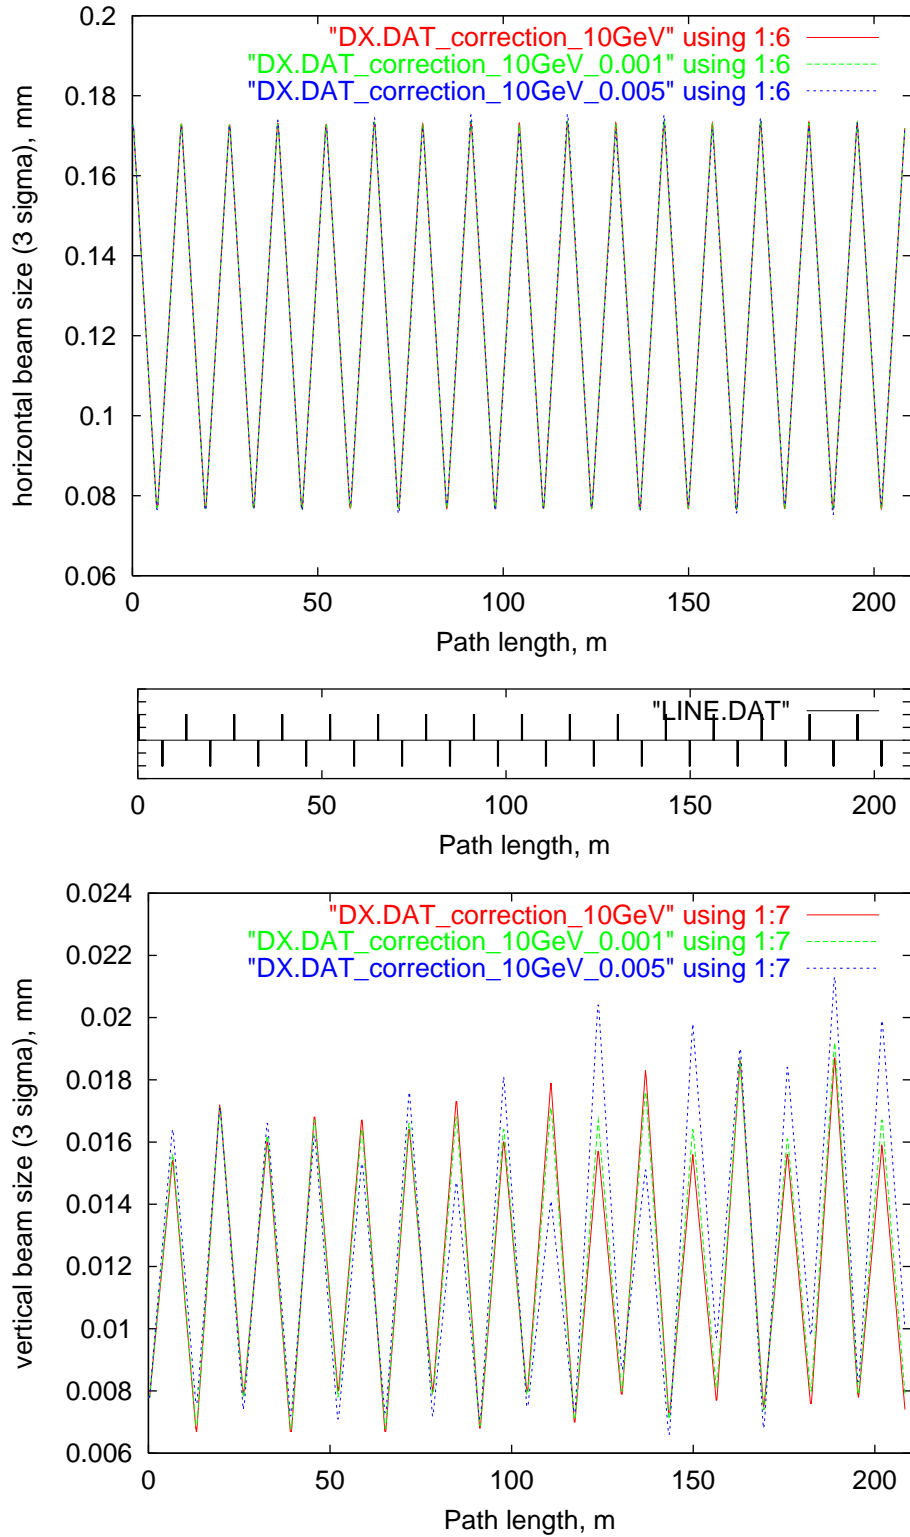 0.2
"DX.DAT_correction_10GeV" using 1:6
"DX.DAT_correction_10GeV_0.001" using 1:6
"DX.DAT_correction_10GeV_0.005" using 1:6
0.18
0.16
0.14
0.12
0.1
0.08
0.06
horizontal beam size (3 sigma), mm
0 50 100 150 200
Path length, m
"LINE.DAT"
0 50 100 150 200
Path length, m
0.024
"DX.DAT_correction_10GeV" using 1:7
"DX.DAT_correction_10GeV_0.001" using 1:7
"DX.DAT_correction_10GeV_0.005" using 1:7
0.022
0.02
0.018
0.016
0.014
0.012
0.01
0.008
0.006
vertical beam size (3 sigma), mm
0 50 100 150 200
Path length, m